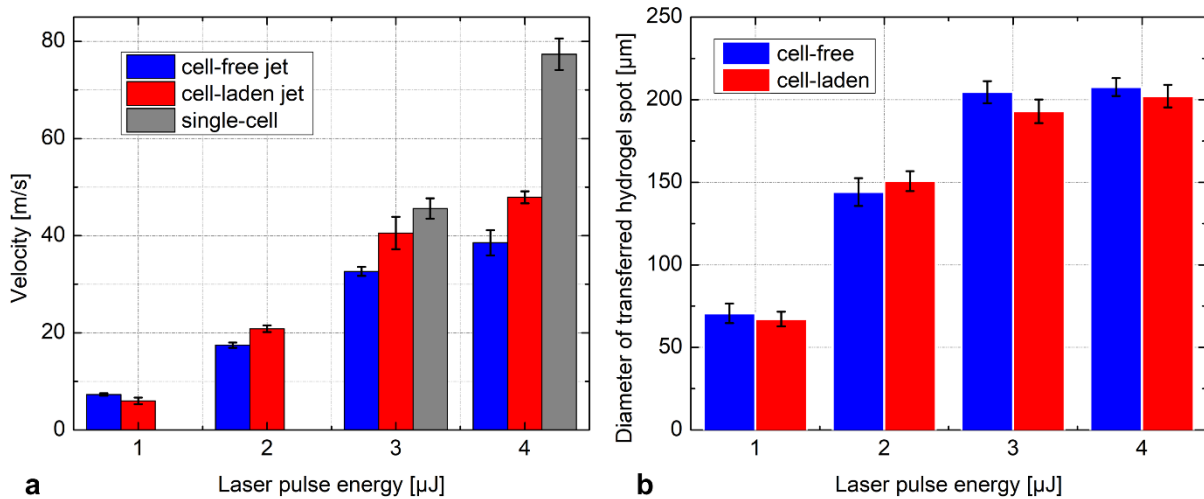 80
60
40
20
0
Velocity [m/s]
cell-free jet
cell-laden jet
single-cell
1 2 3 4
Laser pulse energy [µJ]
a
250
200
150
100
50
0
Diameter of transferred hydrogel spot [µm]
cell-free
cell-laden
1 2 3 4
Laser pulse energy [µJ]
b